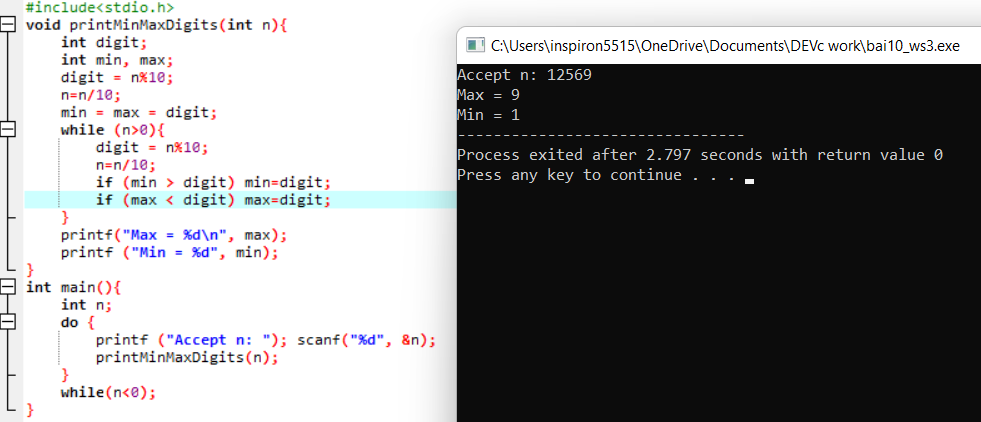 #include<stdio.h>
void printMinMaxDigits(int n){
    int digit;
    int min, max;
    digit = n%10;
    n=n/10;
    min = max = digit;
    while (n>0){
        digit = n%10;
        n=n/10;
        if (min > digit) min=digit;
        if (max < digit) max=digit;
    }
    printf("Max = %d\n", max);
    printf ("Min = %d", min);
}
int main(){
    int n;
    do {
        printf ("Accept n: "); scanf("%d", &n);
        printMinMaxDigits(n);
    }
    while(n<0);
}
C:\Users\inspiron5515\OneDrive\Documents\DEVc work\bai10_ws3.exe
Accept n: 12569
Max = 9
Min = 1
--------------------------------
Process exited after 2.797 seconds with return value 0
Press any key to continue . . .